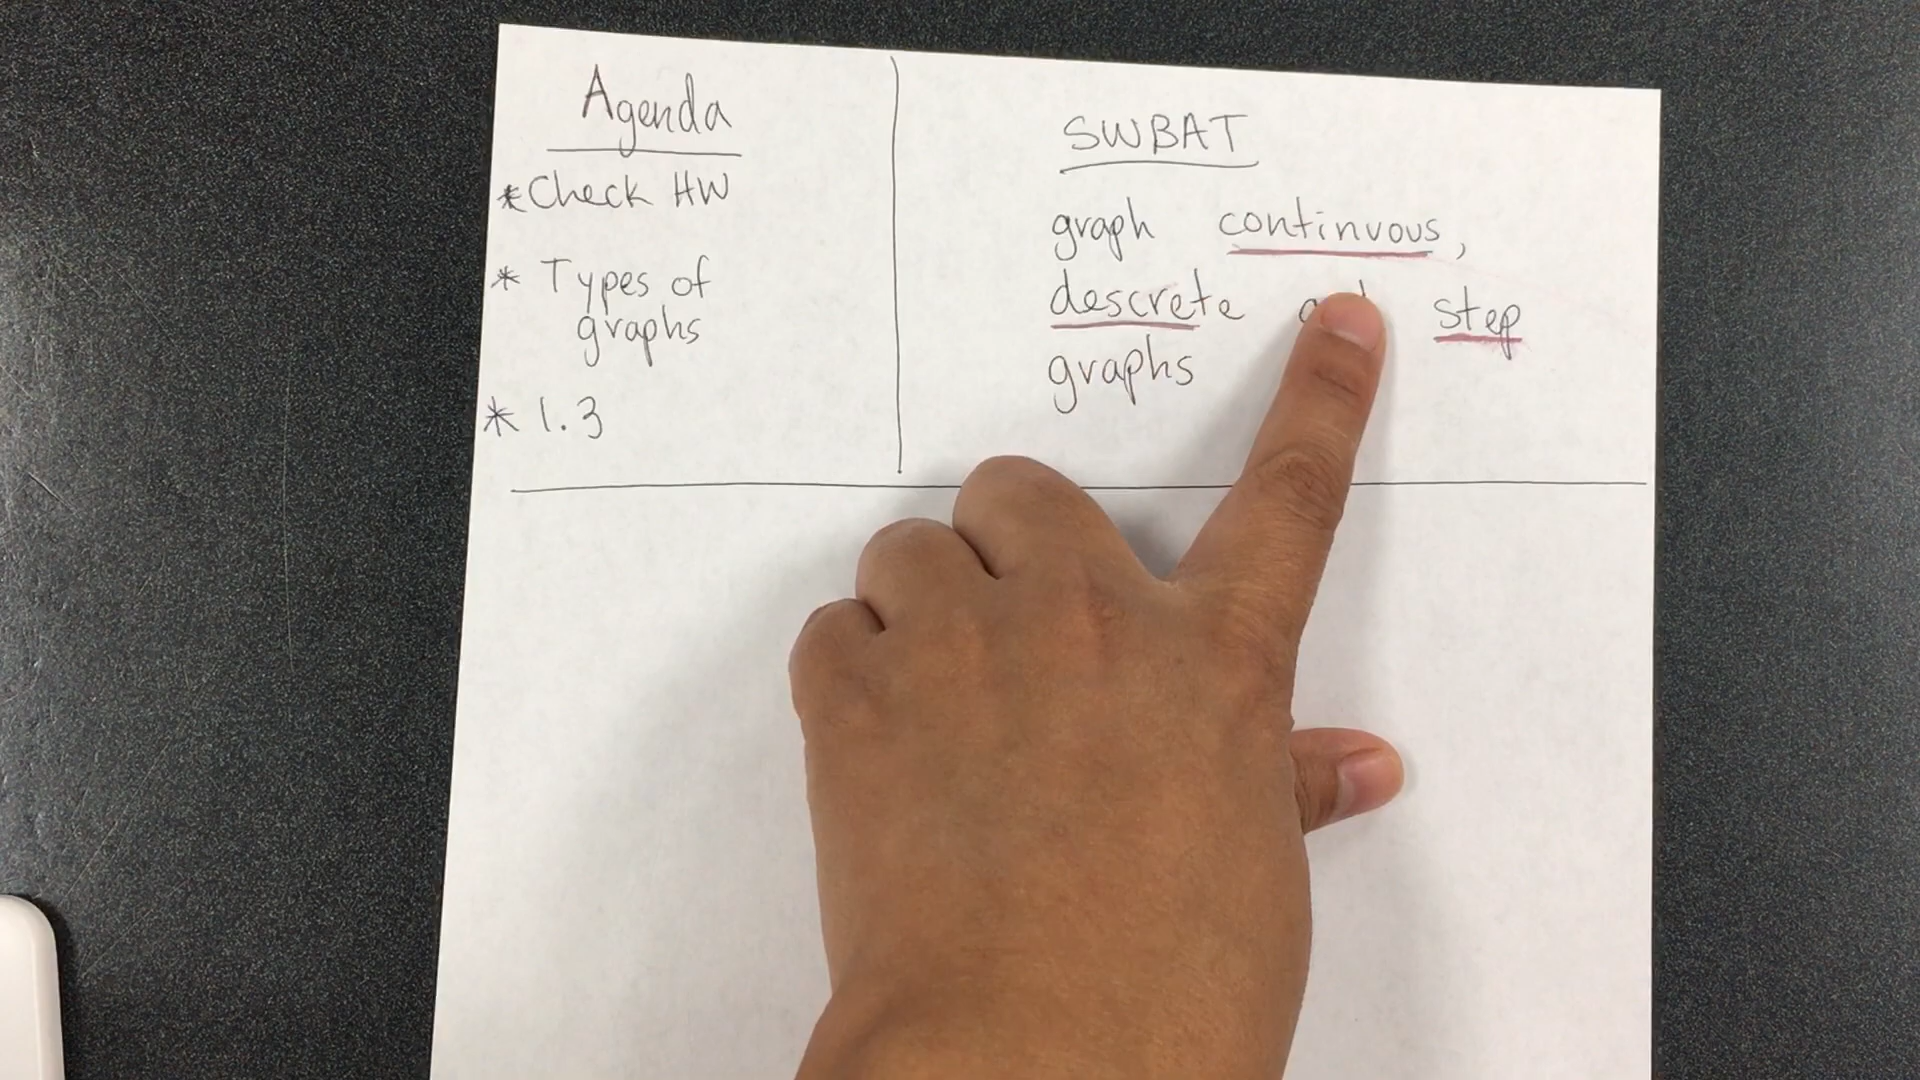 Agenda
*Check HW
* Types of
graphs
* 1.3
SWBAT
graph continuous,
descrete step
graphs